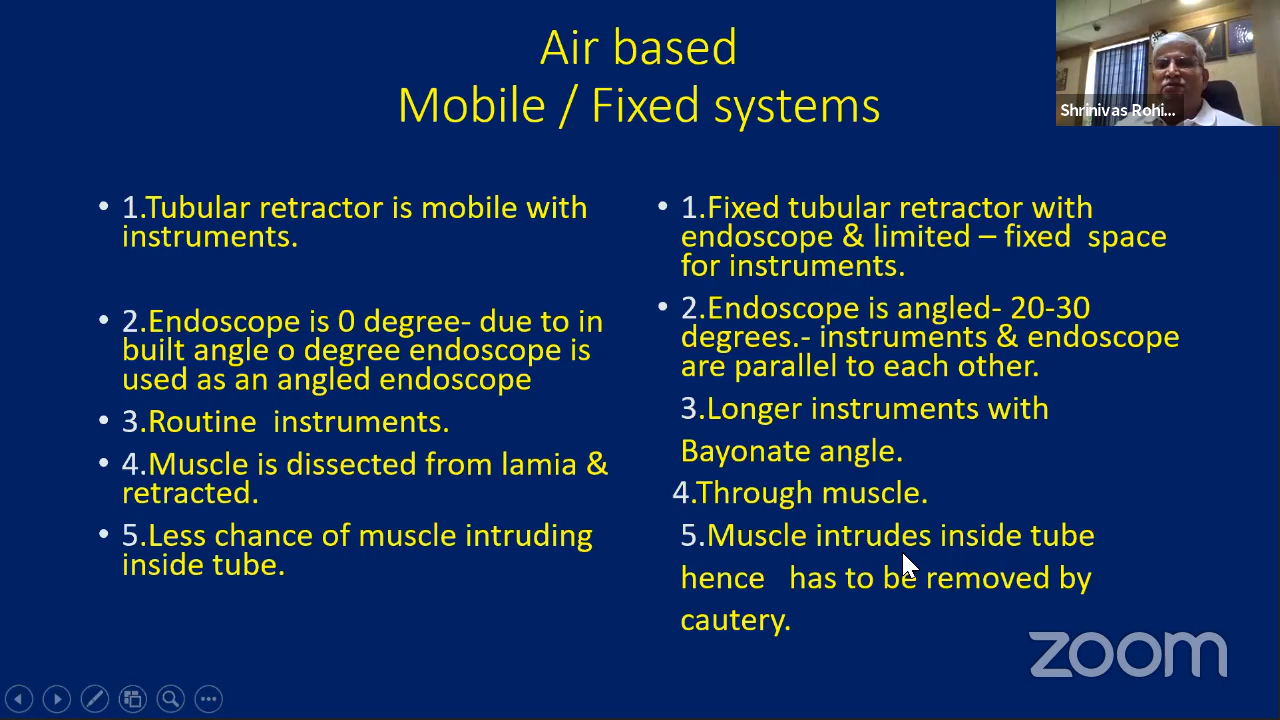 Air based
Mobile / Fixed systems
Shrinivas Rohi...
• 1.Tubular retractor is mobile with
instruments.
• 2.Endoscope is 0 degree- due to in
built angle o degree endoscope is
used as an angled endoscope
• 3.Routine instruments.
• 4.Muscle is dissected from lamia &
retracted.
• 5.Less chance of muscle intruding
inside tube.
• 1.Fixed tubular retractor with
endoscope & limited – fixed space
for instruments.
• 2.Endoscope is angled- 20-30
degrees.- instruments & endoscope
are parallel to each other.
3.Longer instruments with
Bayonate angle.
4.Through muscle.
5.Muscle intrudes inside tube
hence has to be removed by
cautery.
zoom